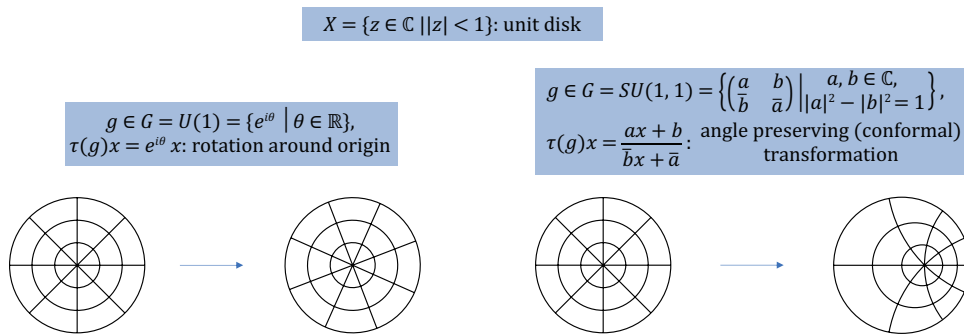 X = {z ∈ ℂ ||z| < 1}: unit disk
g ∈ G = U(1) = {e^{iθ} | θ ∈ ℝ},
τ(g)x = e^{iθ} x: rotation around origin
g ∈ G = SU(1, 1) = {(a b; b̅ a̅) | a, b ∈ ℂ, |a|² − |b|² = 1},
τ(g)x = (ax + b)/(b̅x + a̅): angle preserving (conformal) transformation